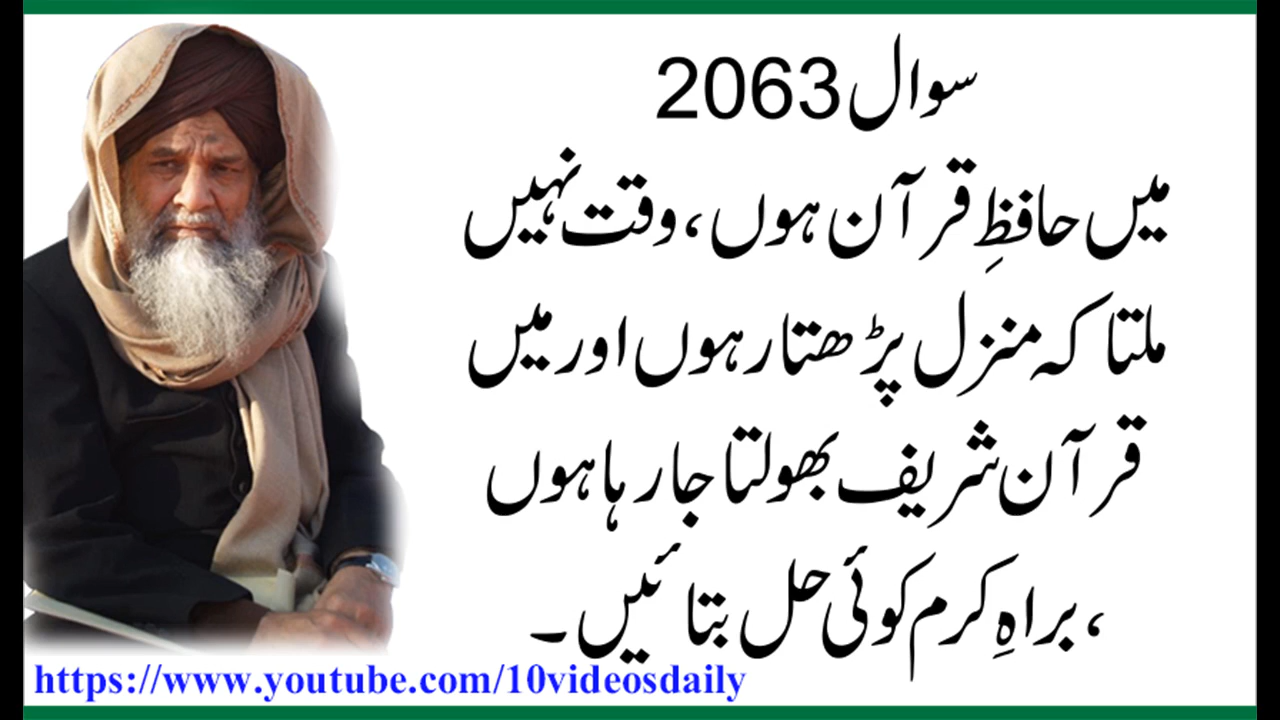 سوال 2063
میں حافظِ قرآن ہوں، وقت نہیں
ملتا کہ منزل پڑھتا رہوں اور میں
قرآن شریف بھولتا جا رہا ہوں
، براہِ کرم کوئی حل بتائیں۔
https://www.youtube.com/10videosdaily